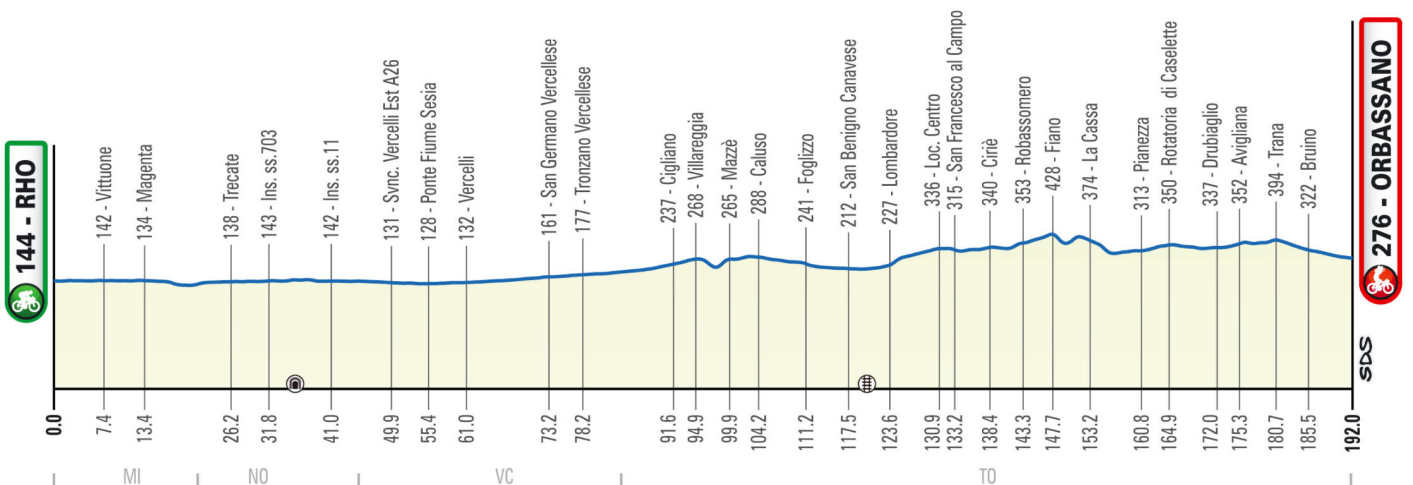 144 - RHO
142 - Vittuone
134 - Magenta
138 - Trecate
143 - Ins. ss.703
142 - Ins. ss.11
131 - Svnc. Vercelli Est A26
128 - Ponte Fiume Sesia
132 - Vercelli
161 - San Germano Vercellese
177 - Tronzano Vercellese
237 - Cigliano
268 - Villareggia
265 - Mazzè
288 - Caluso
241 - Foglizzo
212 - San Benigno Canavese
227 - Lombardore
336 - Loc. Centro
315 - San Francesco al Campo
340 - Ciriè
353 - Robassomero
428 - Fiano
374 - La Cassa
313 - Pianezza
350 - Rotatoria di Caselette
337 - Drubiaglio
352 - Avigliana
394 - Trana
322 - Bruino
276 - ORBASSANO
SDS
0.0
7.4
13.4
26.2
31.8
41.0
49.9
55.4
61.0
73.2
78.2
91.6
94.9
99.9
104.2
111.2
117.5
123.6
130.9
133.2
138.4
143.3
147.7
153.2
160.8
164.9
172.0
175.3
180.7
185.5
192.0
MI
NO
VC
TO